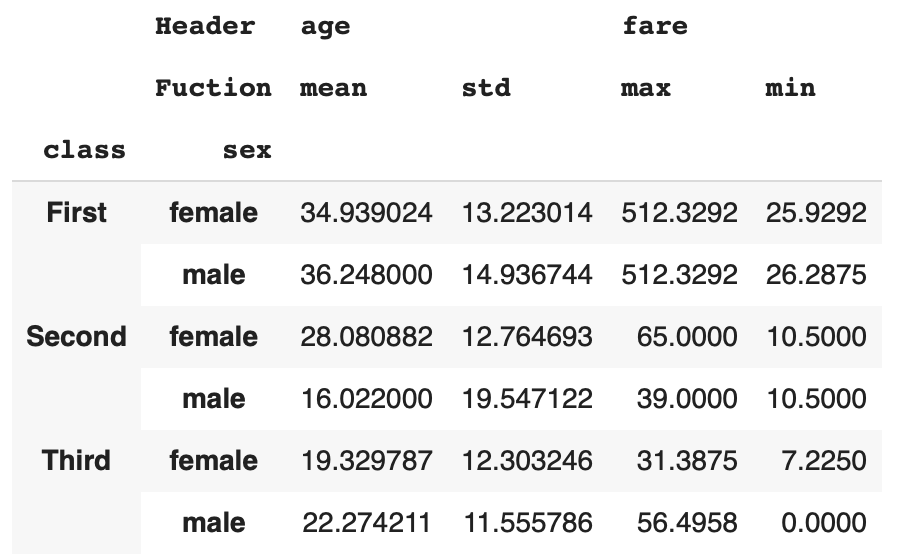 Header age fare
Fuction mean std max min
class sex
First female 34.939024 13.223014 512.3292 25.9292
male 36.248000 14.936744 512.3292 26.2875
Second female 28.080882 12.764693 65.0000 10.5000
male 16.022000 19.547122 39.0000 10.5000
Third female 19.329787 12.303246 31.3875 7.2250
male 22.274211 11.555786 56.4958 0.0000